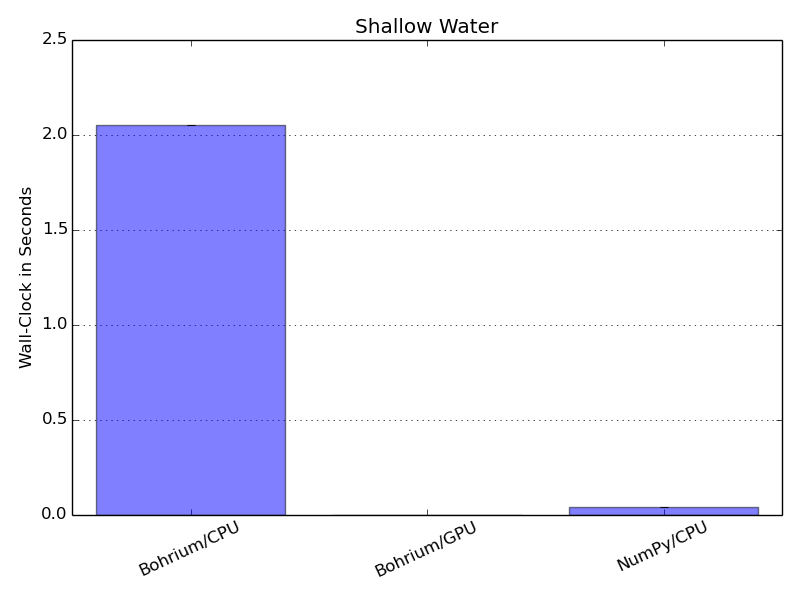 Shallow Water
2.5
2.0
1.5
1.0
0.5
0.0
Wall-Clock in Seconds
Bohrium/CPU
Bohrium/GPU
NumPy/CPU